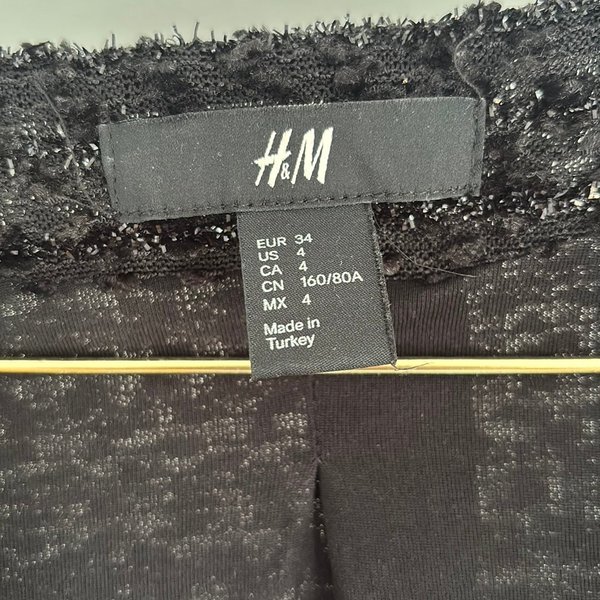 H&M
EUR 34
US 4
CA 4
CN 160/80A
MX 4
Made in
Turkey